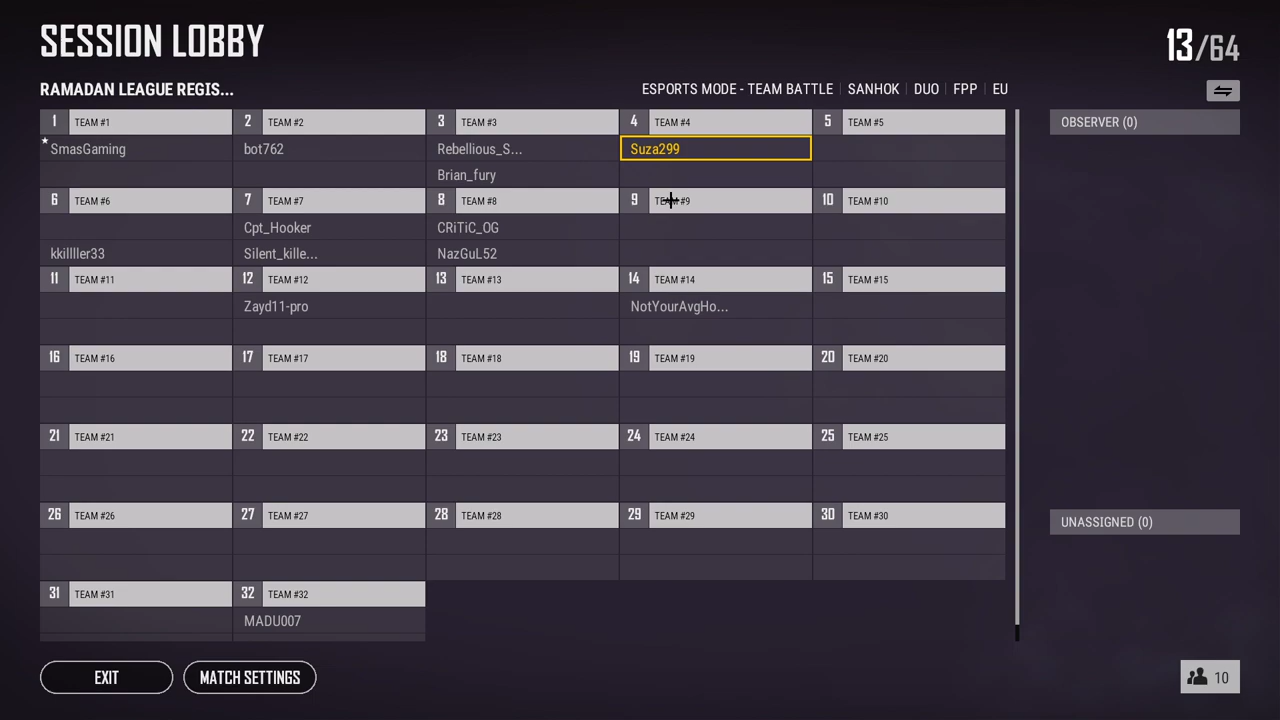 SESSION LOBBY
13/64
RAMADAN LEAGUE REGIS...
ESPORTS MODE - TEAM BATTLE | SANHOK | DUO | FPP | EU
1 TEAM #1 2 TEAM #2 3 TEAM #3 4 TEAM #4 5 TEAM #5
SmasGaming bot762 Rebellious_S... Suza299
Brian_fury
6 TEAM #6 7 TEAM #7 8 TEAM #8 9 TEAM #9 10 TEAM #10
Cpt_Hooker CRiTiC_OG
kkillller33 Silent_kille... NazGuL52
11 TEAM #11 12 TEAM #12 13 TEAM #13 14 TEAM #14 15 TEAM #15
Zayd11-pro NotYourAvgHo...
16 TEAM #16 17 TEAM #17 18 TEAM #18 19 TEAM #19 20 TEAM #20
21 TEAM #21 22 TEAM #22 23 TEAM #23 24 TEAM #24 25 TEAM #25
26 TEAM #26 27 TEAM #27 28 TEAM #28 29 TEAM #29 30 TEAM #30
31 TEAM #31 32 TEAM #32
MADU007
OBSERVER (0)
UNASSIGNED (0)
EXIT
MATCH SETTINGS
10